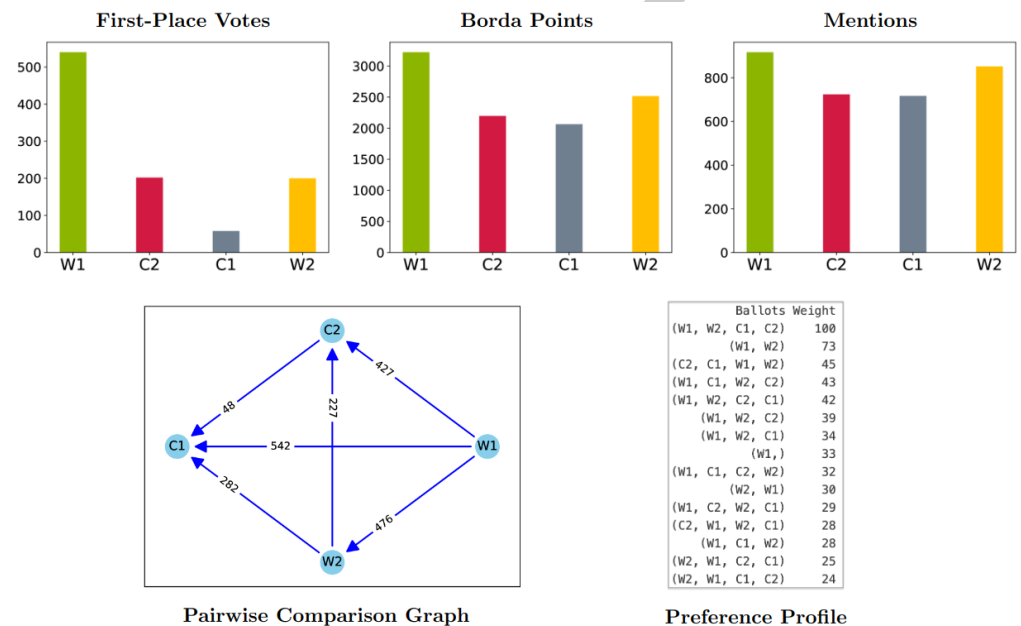 First-Place Votes
500
400
300
200
100
0
W1 C2 C1 W2
Borda Points
3000
2500
2000
1500
1000
500
0
W1 C2 C1 W2
Mentions
800
600
400
200
0
W1 C2 C1 W2
C2
427
227
48
C1
542
W1
282
476
W2
Pairwise Comparison Graph
Ballots Weight
(W1, W2, C1, C2) 100
(W1, W2) 73
(C2, C1, W1, W2) 45
(W1, C1, W2, C2) 43
(W1, W2, C2, C1) 42
(W1, W2, C2) 39
(W1, W2, C1) 34
(W1,) 33
(W1, C1, C2, W2) 32
(W2, W1) 30
(W1, C2, W2, C1) 29
(C2, W1, W2, C1) 28
(W1, C1, W2) 28
(W2, W1, C2, C1) 25
(W2, W1, C1, C2) 24
Preference Profile